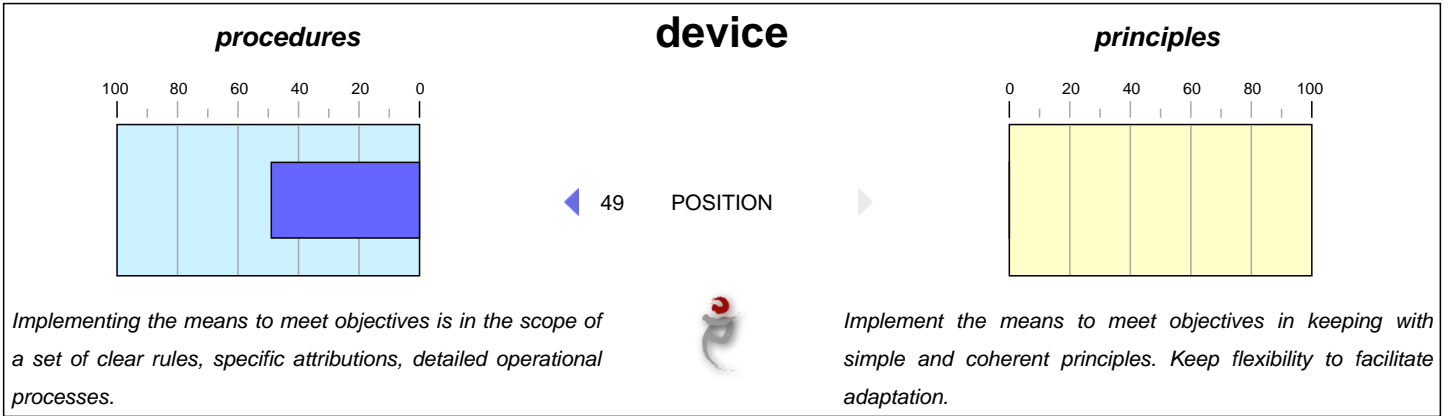 device
procedures
principles
100 80 60 40 20 0
0 20 40 60 80 100
49 POSITION
Implementing the means to meet objectives is in the scope of
a set of clear rules, specific attributions, detailed operational
processes.
Implement the means to meet objectives in keeping with
simple and coherent principles. Keep flexibility to facilitate
adaptation.